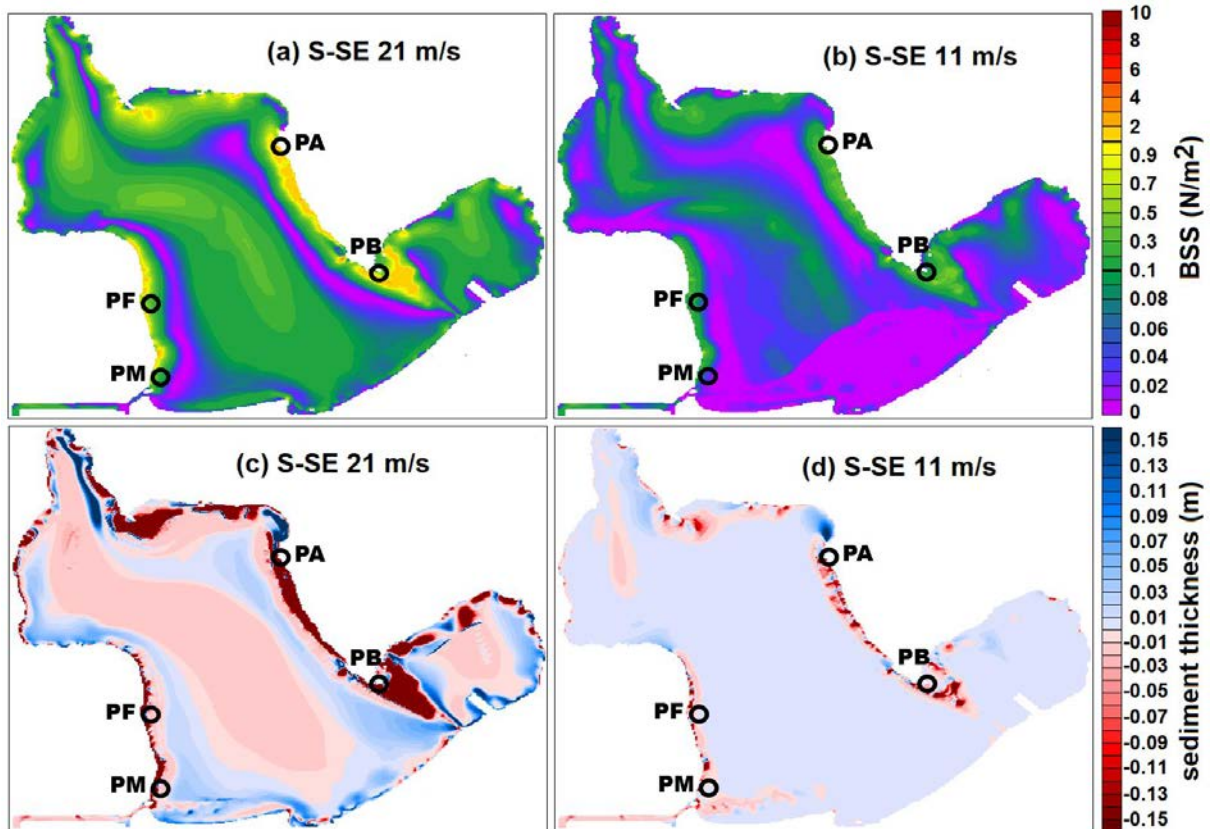 (a) S-SE 21 m/s
PA
PB
PF
PM
(b) S-SE 11 m/s
PA
PB
PF
PM
10
8
6
4
2
0.9
0.7
0.5
0.3
0.1
0.08
0.06
0.04
0.02
0
BSS (N/m²)
(c) S-SE 21 m/s
PA
PB
PF
PM
(d) S-SE 11 m/s
PA
PB
PF
PM
0.15
0.13
0.11
0.09
0.07
0.05
0.03
0.01
-0.01
-0.03
-0.05
-0.07
-0.09
-0.11
-0.13
-0.15
sediment thickness (m)